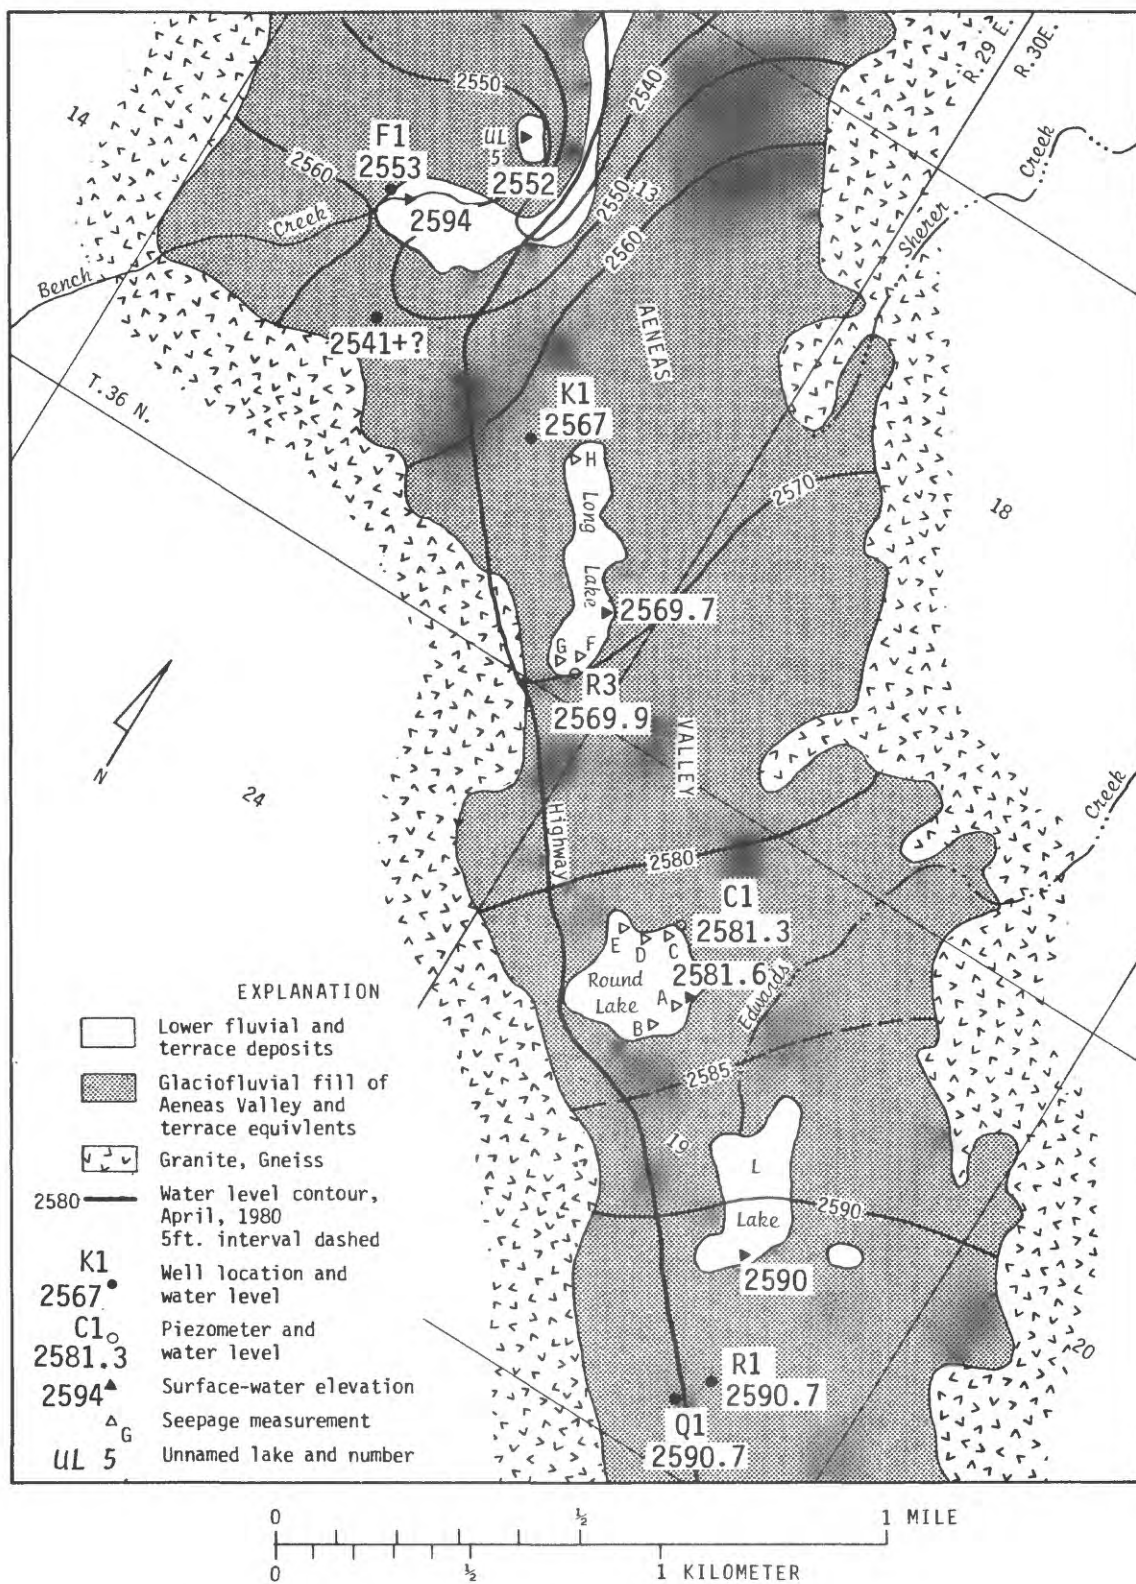 R.29 E.
R.30E.
14
2550
2540
F1
2553
UL
5
2552
2560
Creek
2594
13
2550
2560
Creek
Sherer
Bench
Creek
2541+?
AENEAS
T.36 N.
K1
2567
H
Long
Lake
2570
18
2569.7
G
F
R3
2569.9
VALLEY
N
24
Highway
Creek
2580
C1
2581.3
E
D
C
2581.6
Round
Lake
A
B
Edwards
2585
19
L
Lake
2590
2590
R1
2590.7
Q1
2590.7
20
EXPLANATION
Lower fluvial and
terrace deposits
Glaciofluvial fill of
Aeneas Valley and
terrace equivlents
Granite, Gneiss
2580
Water level contour,
April, 1980
5ft. interval dashed
K1
2567
Well location and
water level
C1
2581.3
Piezometer and
water level
2594
Surface-water elevation
G
Seepage measurement
UL 5
Unnamed lake and number
0 ½ 1 MILE
0 ½ 1 KILOMETER